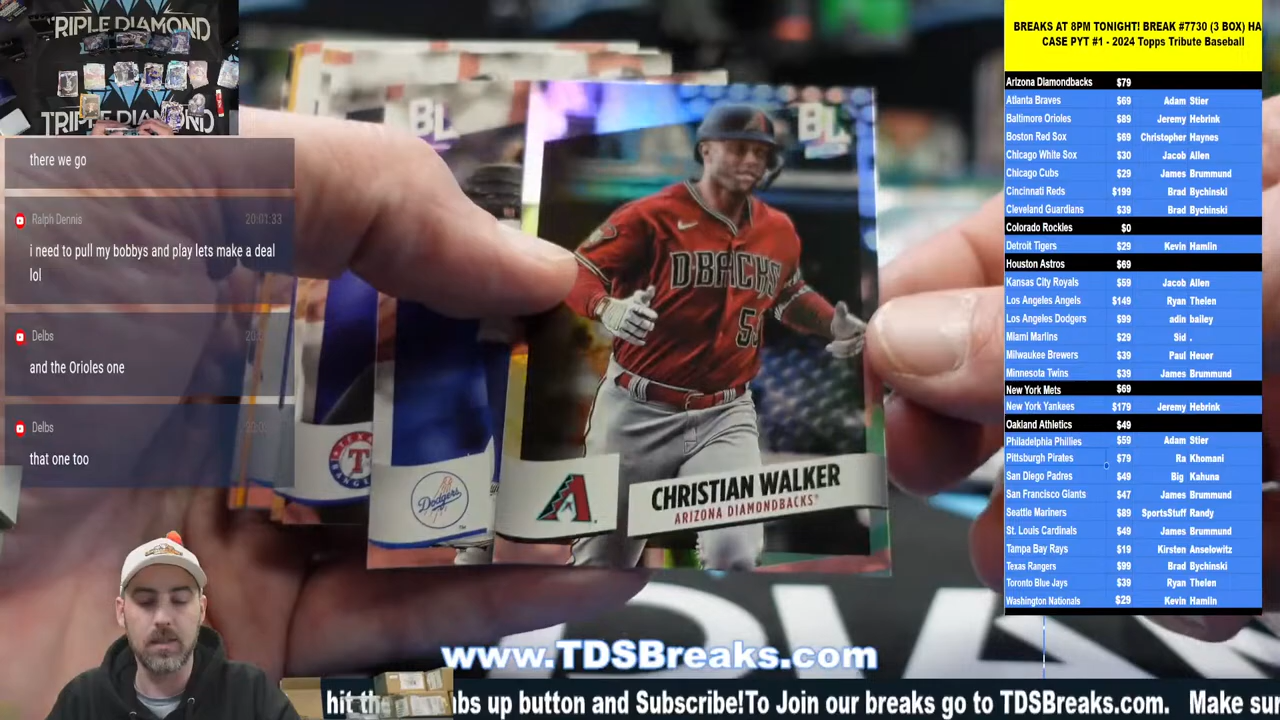 TRIPLE DIAMOND
TRIPLE DIAMOND
there we go
Ralph Dennis 20:01:33
i need to pull my bobbys and play lets make a deal
lol
Delbs
and the Orioles one
Delbs
that one too
BL
BL
DBACKS
Dodgers
CHRISTIAN WALKER
ARIZONA DIAMONDBACKS
www.TDSBreaks.com
hit the mbs up button and Subscribe!To Join our breaks go to TDSBreaks.com. Make sur
BREAKS AT 8PM TONIGHT! BREAK #7730 (3 BOX) HA
CASE PYT #1 - 2024 Topps Tribute Baseball
Arizona Diamondbacks $79
Atlanta Braves $69 Adam Stier
Baltimore Orioles $89 Jeremy Hebrink
Boston Red Sox $69 Christopher Haynes
Chicago White Sox $30 Jacob Allen
Chicago Cubs $29 James Brummund
Cincinnati Reds $199 Brad Bychinski
Cleveland Guardians $39 Brad Bychinski
Colorado Rockles $0
Detroit Tigers $29 Kevin Hamlin
Houston Astros $69
Kansas City Royals $59 Jacob Allen
Los Angeles Angels $149 Ryan Thelen
Los Angeles Dodgers $99 adin bailey
Miami Marlins $29 Sid .
Milwaukee Brewers $39 Paul Heuer
Minnesota Twins $39 James Brummund
New York Mets $69
New York Yankees $179 Jeremy Hebrink
Oakland Athletics $49
Philadelphia Phillies $59 Adam Stier
Pittsburgh Pirates $79 Ra Khomani
San Diego Padres $49 Big Kahuna
San Francisco Giants $47 James Brummund
Seattle Mariners $89 SportsStuff Randy
St. Louis Cardinals $49 James Brummund
Tampa Bay Rays $19 Kirsten Anselowitz
Texas Rangers $99 Brad Bychinski
Toronto Blue Jays $39 Ryan Thelen
Washington Nationals $29 Kevin Hamlin